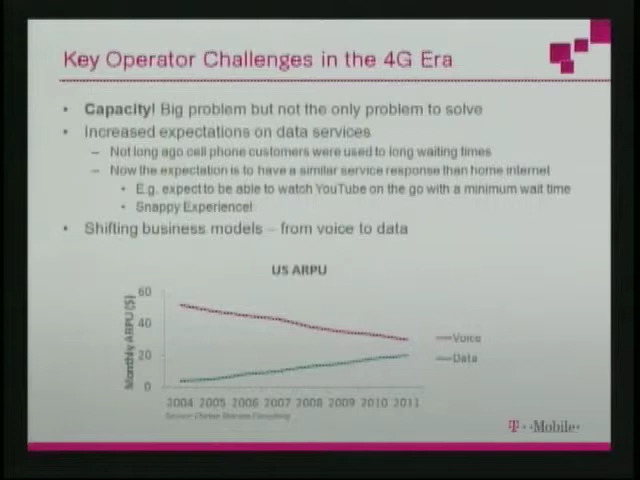 Key Operator Challenges in the 4G Era
• Capacity! Big problem but not the only problem to solve
• Increased expectations on data services
– Not long ago cell phone customers were used to long waiting times
– Now the expectation is to have a similar service response than home internet
• E.g. expect to be able to watch YouTube on the go with a minimum wait time
• Snappy Experience!
• Shifting business models – from voice to data
US ARPU
Monthly ARPU ($)
60
40
20
0
Voice
Data
2004 2005 2006 2007 2008 2009 2010 2011
Source: Chetan Sharma Consulting
T··Mobile·